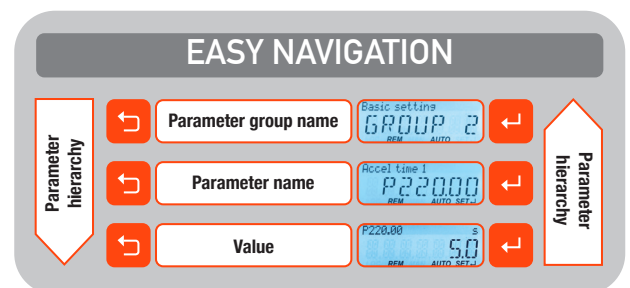 EASY NAVIGATION
Parameter
hierarchy
Parameter group name
Basic setting
GROUP 2
REM AUTO
Parameter name
Accel time 1
P220.00
REM AUTO SET
Value
P220.00 s
5.0
REM AUTO SET
Parameter
hierarchy